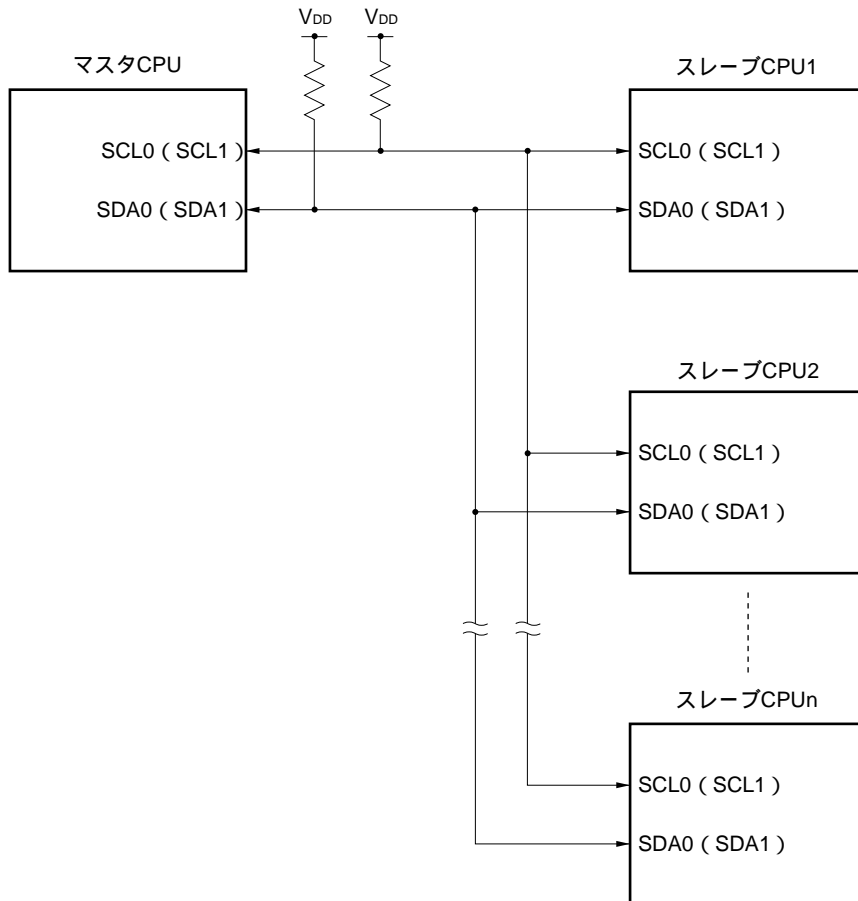 VDD
VDD
マスタCPU
SCL0（SCL1）
SDA0（SDA1）
スレーブCPU1
SCL0（SCL1）
SDA0（SDA1）
スレーブCPU2
SCL0（SCL1）
SDA0（SDA1）
スレーブCPUn
SCL0（SCL1）
SDA0（SDA1）